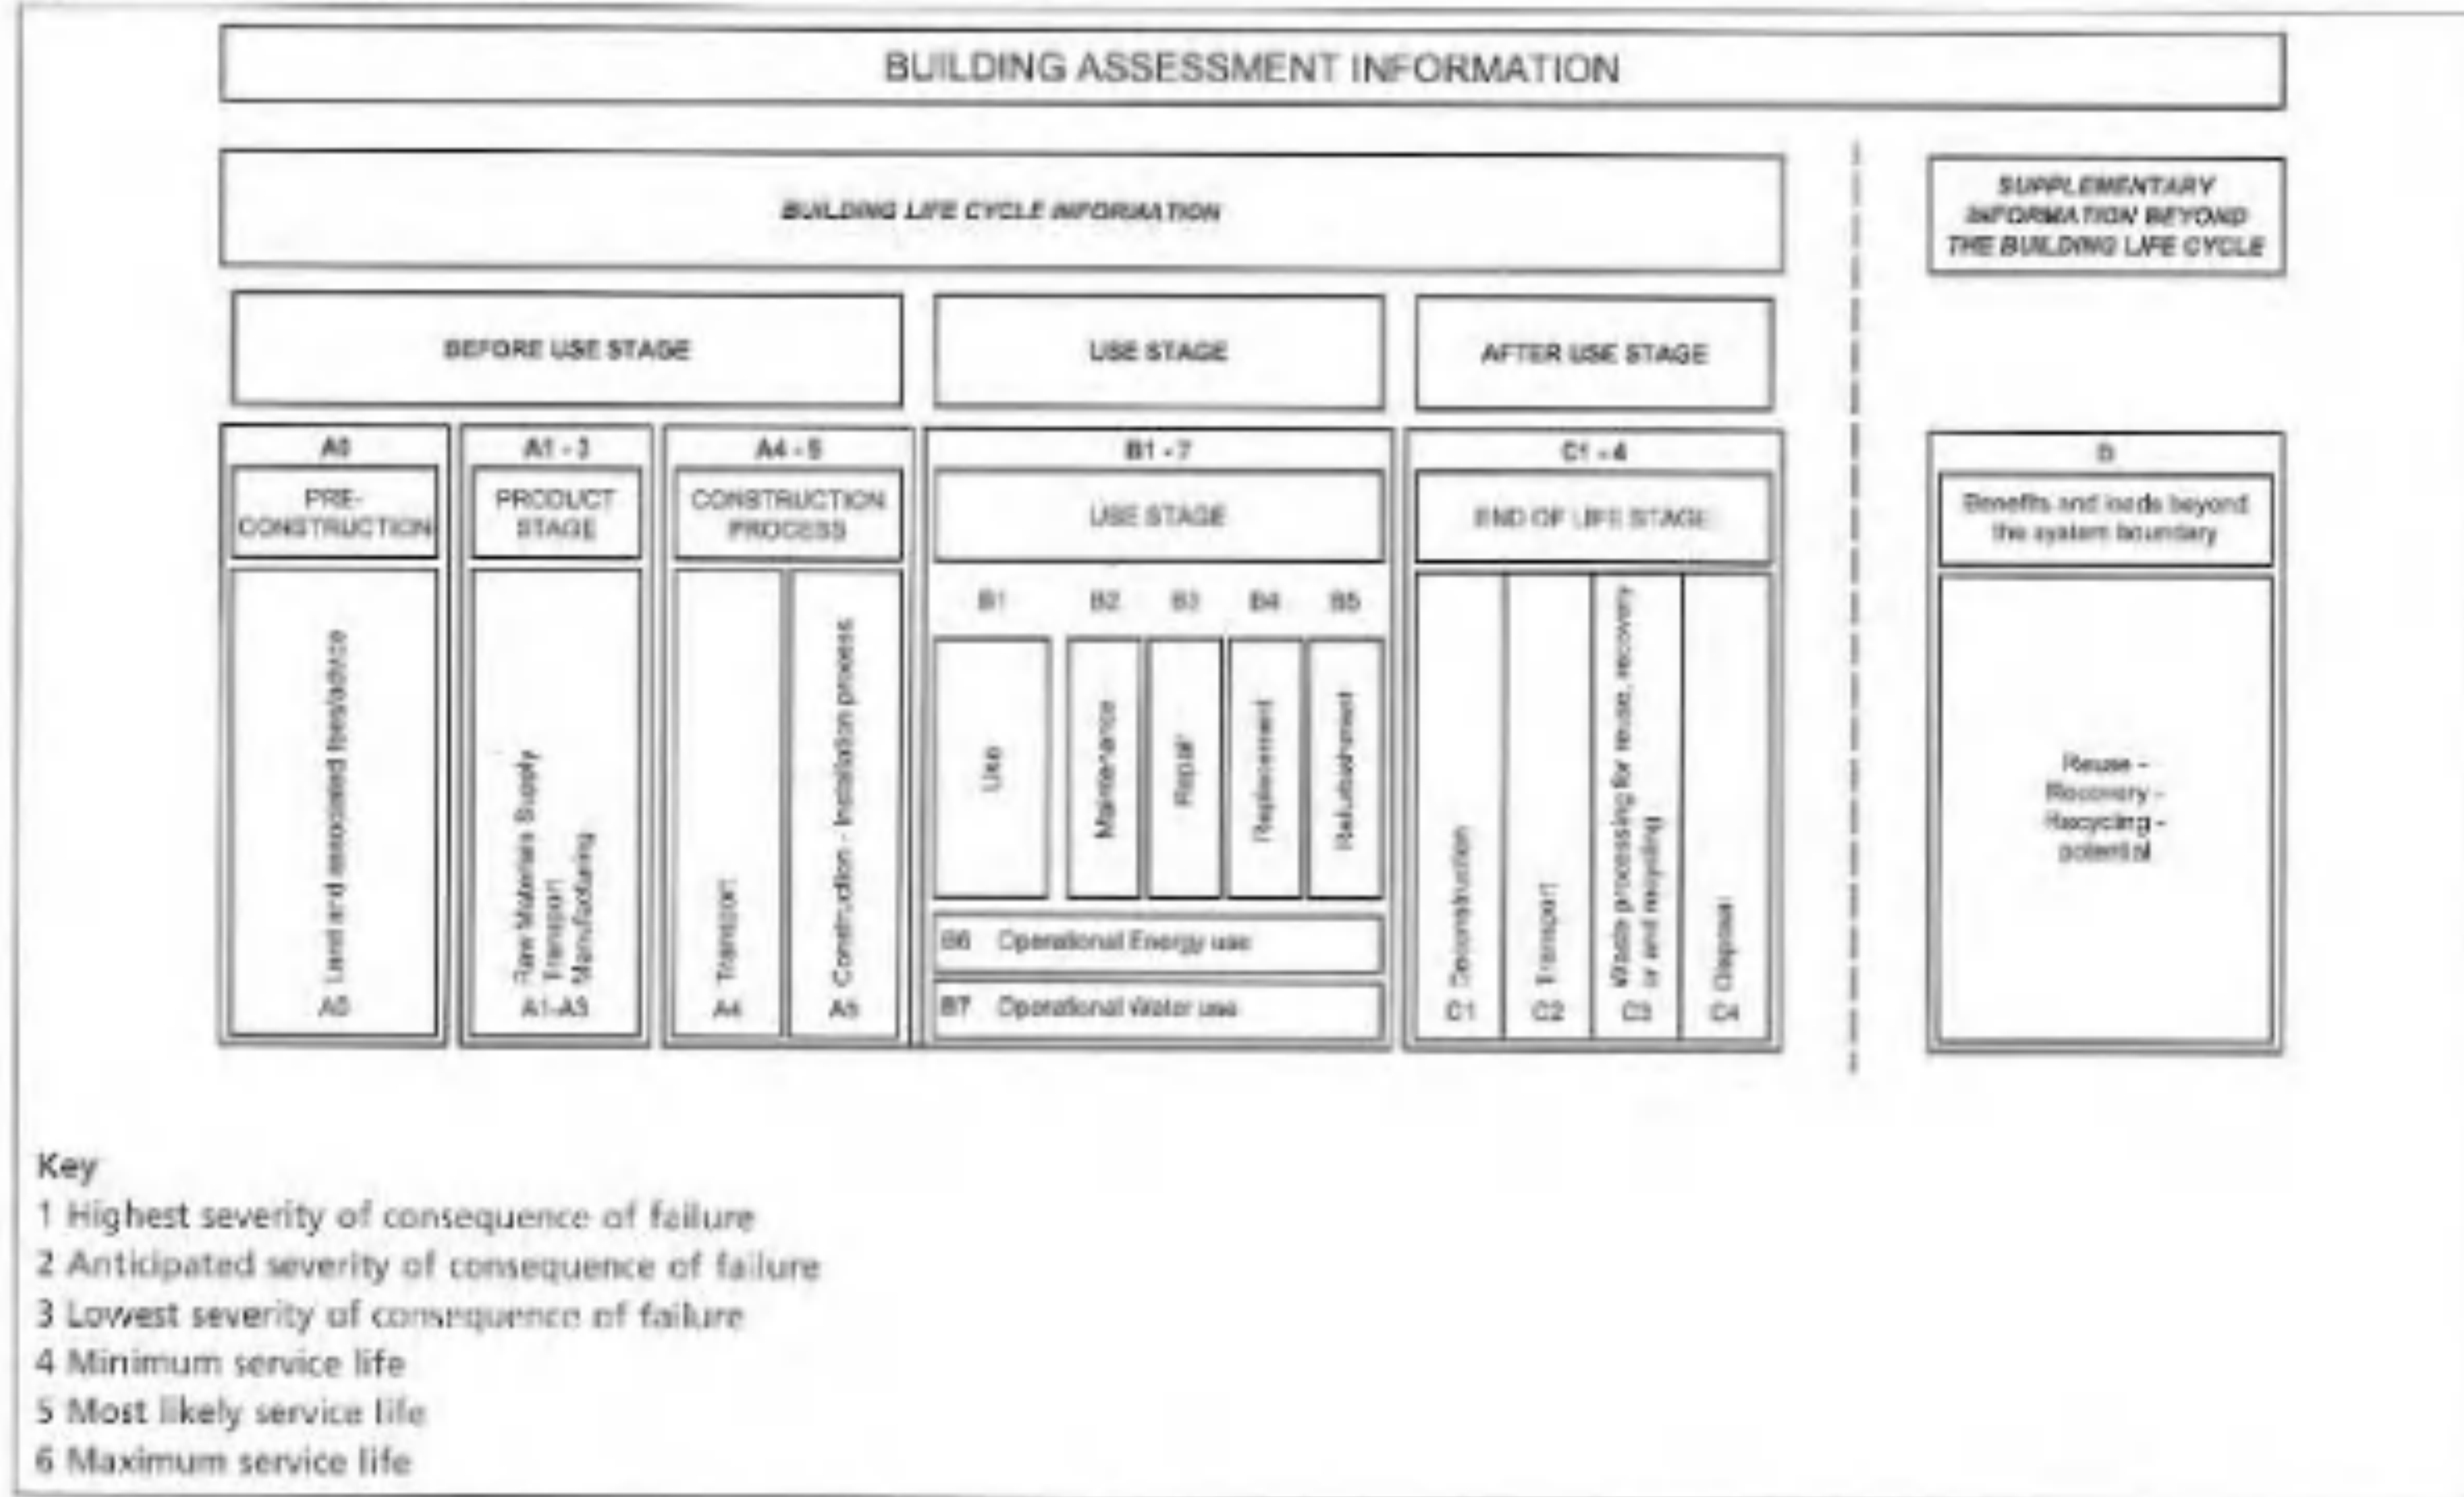 BUILDING ASSESSMENT INFORMATION
BUILDING LIFE CYCLE INFORMATION
SUPPLEMENTARY
INFORMATION BEYOND
THE BUILDING LIFE CYCLE
BEFORE USE STAGE
USE STAGE
AFTER USE STAGE
A0
PRE-
CONSTRUCTION
Land and associated fees/advice
A0
A1 - 3
PRODUCT
STAGE
Raw Materials Supply
Transport
Manufacturing
A1-A3
A4 - 5
CONSTRUCTION
PROCESS
Transport
A4
Construction - Installation process
A5
B1 - 7
USE STAGE
B1
Use
B2
Maintenance
B3
Repair
B4
Replacement
B5
Refurbishment
B6 Operational Energy use
B7 Operational Water use
C1 - 4
END OF LIFE STAGE
Deconstruction
C1
Transport
C2
Waste processing for reuse, recovery
or and recycling
C3
Disposal
C4
D
Benefits and loads beyond
the system boundary
Reuse -
Recovery -
Recycling -
potential
Key
1 Highest severity of consequence of failure
2 Anticipated severity of consequence of failure
3 Lowest severity of consequence of failure
4 Minimum service life
5 Most likely service life
6 Maximum service life